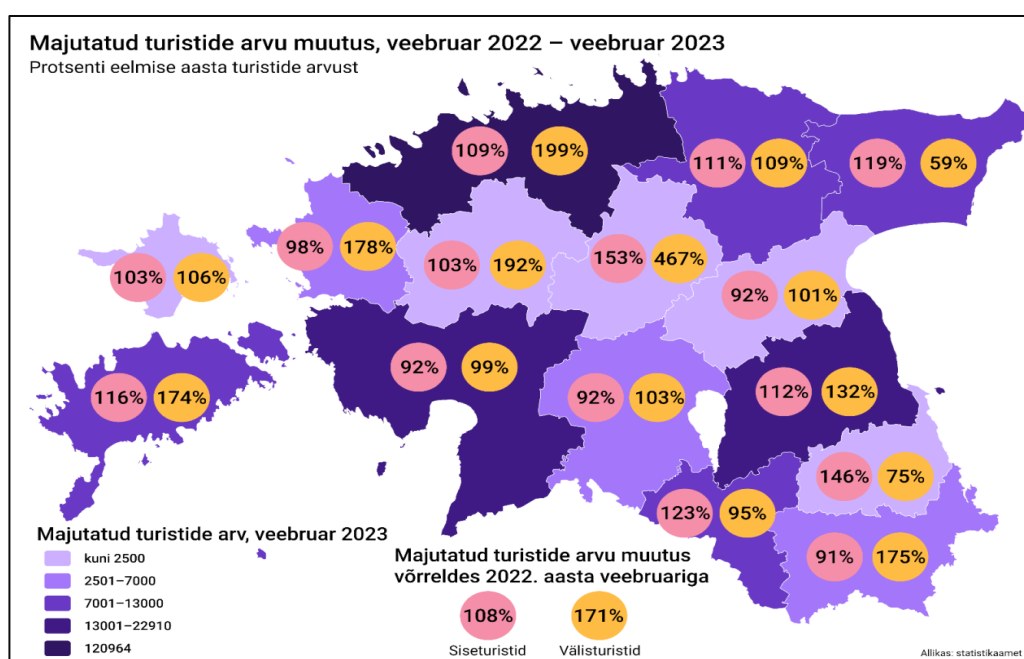 Majutatud turistide arvu muutus, veebruar 2022 – veebruar 2023
Protsenti eelmise aasta turistide arvust
109% 199%
111% 109%
119% 59%
98% 178%
103% 192%
153% 467%
103% 106%
92% 101%
92% 99%
116% 174%
92% 103%
112% 132%
146% 75%
123% 95%
91% 175%
Majutatud turistide arv, veebruar 2023
kuni 2500
2501–7000
7001–13000
13001–22910
120964
Majutatud turistide arvu muutus
võrreldes 2022. aasta veebruariga
108% 171%
Siseturistid Välisturistid
Allikas: statistikaamet